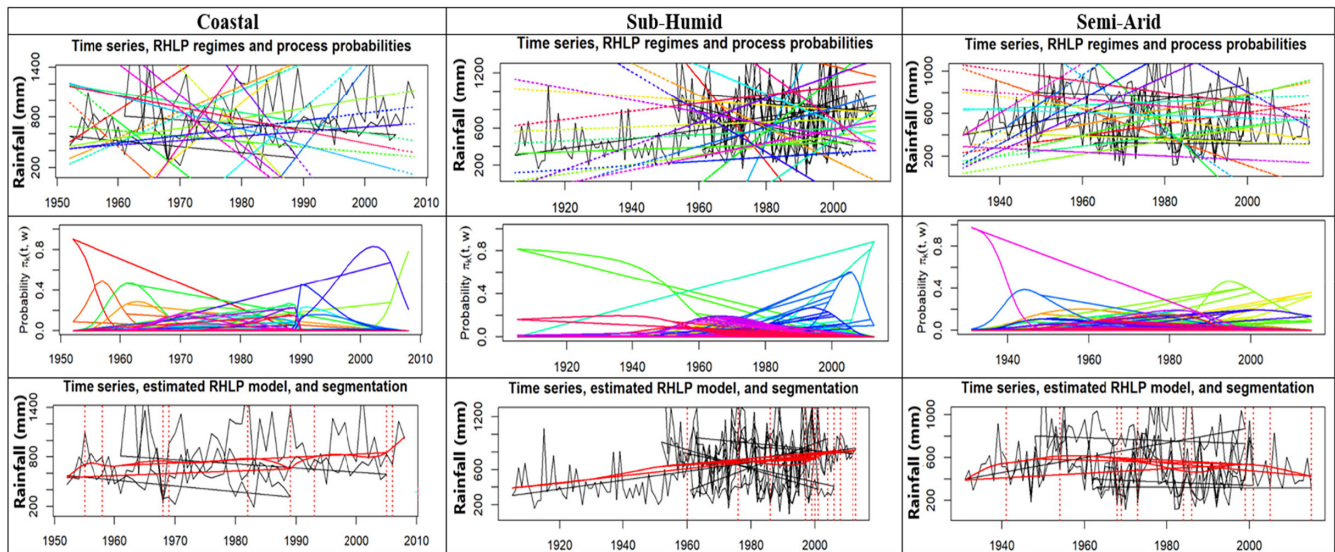 Coastal
Sub-Humid
Semi-Arid
Time series, RHLP regimes and process probabilities
Time series, RHLP regimes and process probabilities
Time series, RHLP regimes and process probabilities
Rainfall (mm)
200 800 1400
1950 1960 1970 1980 1990 2000 2010
Rainfall (mm)
200 600 1200
1920 1940 1960 1980 2000
Rainfall (mm)
200 600 1000
1940 1960 1980 2000
Probability πk(t, w)
0.0 0.4 0.8
1950 1960 1970 1980 1990 2000 2010
Probability πk(t, w)
0.0 0.4 0.8
1920 1940 1960 1980 2000
Probability πk(t, w)
0.0 0.4 0.8
1940 1960 1980 2000
Time series, estimated RHLP model, and segmentation
Time series, estimated RHLP model, and segmentation
Time series, estimated RHLP model, and segmentation
Rainfall (mm)
200 800 1400
1950 1960 1970 1980 1990 2000 2010
Rainfall (mm)
200 600 1200
1920 1940 1960 1980 2000
Rainfall (mm)
200 600 1000
1940 1960 1980 2000